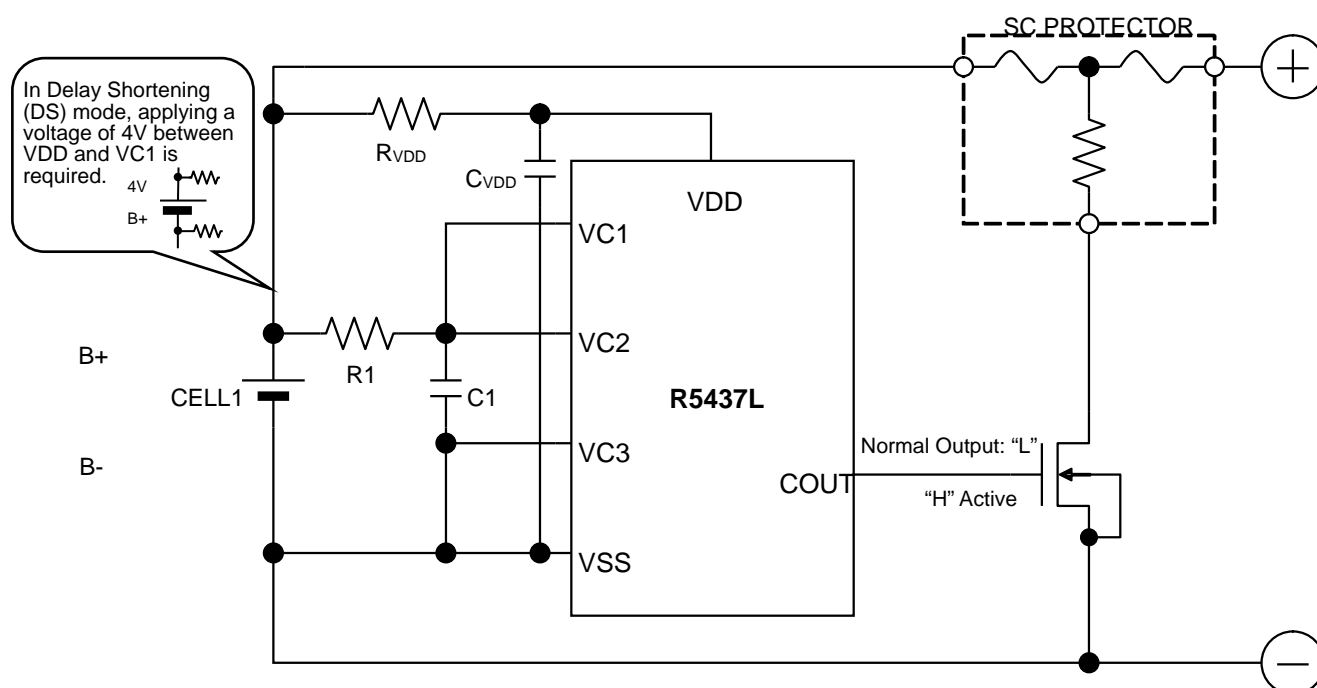 SC PROTECTOR
In Delay Shortening
(DS) mode, applying a
voltage of 4V between
VDD and VC1 is
required.
4V
B+
RVDD
CVDD
VDD
VC1
B+
R1
VC2
CELL1
C1
R5437L
B-
VC3
Normal Output: “L”
COUT
“H” Active
VSS